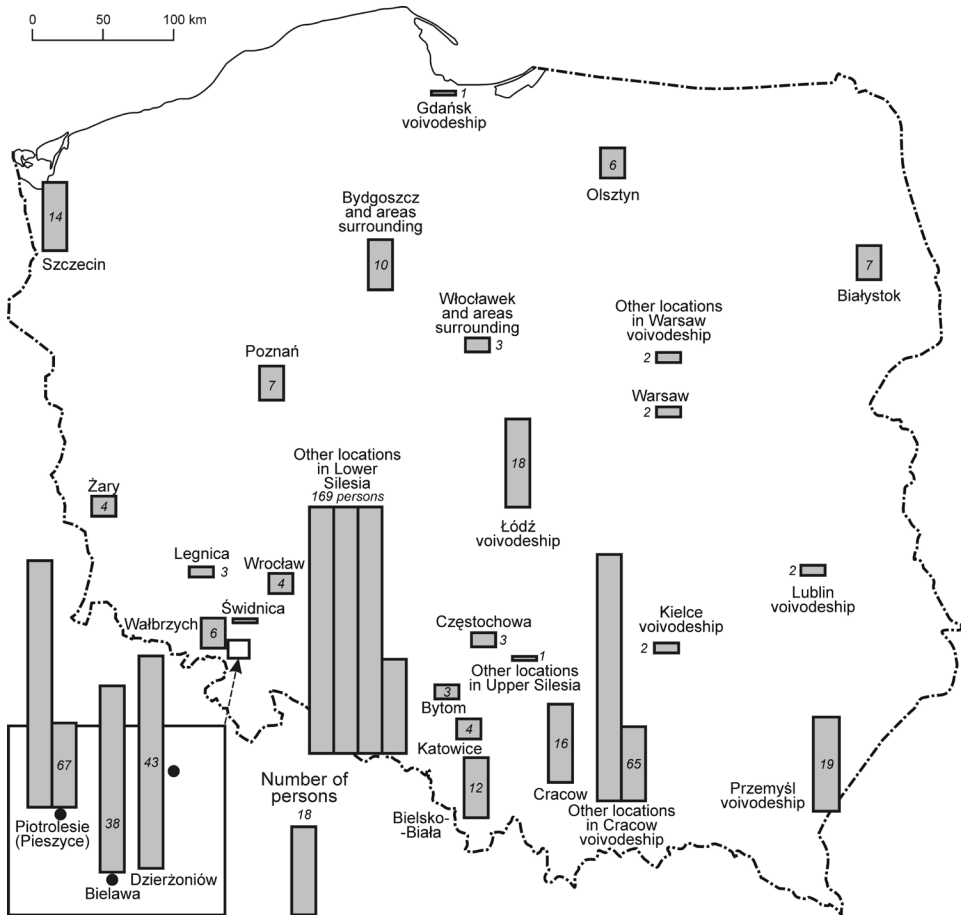 0 50 100 km
1
Gdańsk
voivodeship
6
Olsztyn
14
Szczecin
Bydgoszcz
and areas
surrounding
10
7
Białystok
Włocławek
and areas
surrounding
3
Other locations
in Warsaw
voivodeship
2
Poznań
7
Warsaw
2
Other locations
in Lower
Silesia
169 persons
18
Łódź
voivodeship
Żary
4
Legnica
3
Wrocław
4
Świdnica
Wałbrzych
6
2
Lublin
voivodeship
Częstochowa
3
Kielce
voivodeship
2
1
Other locations
in Upper Silesia
3
Bytom
4
Katowice
12
Bielsko-
-Biała
16
Cracow
65
Other locations
in Cracow
voivodeship
19
Przemyśl
voivodeship
67
Piotrolesie
(Pieszyce)
38
Bielawa
43
Dzierżoniów
Number of
persons
18